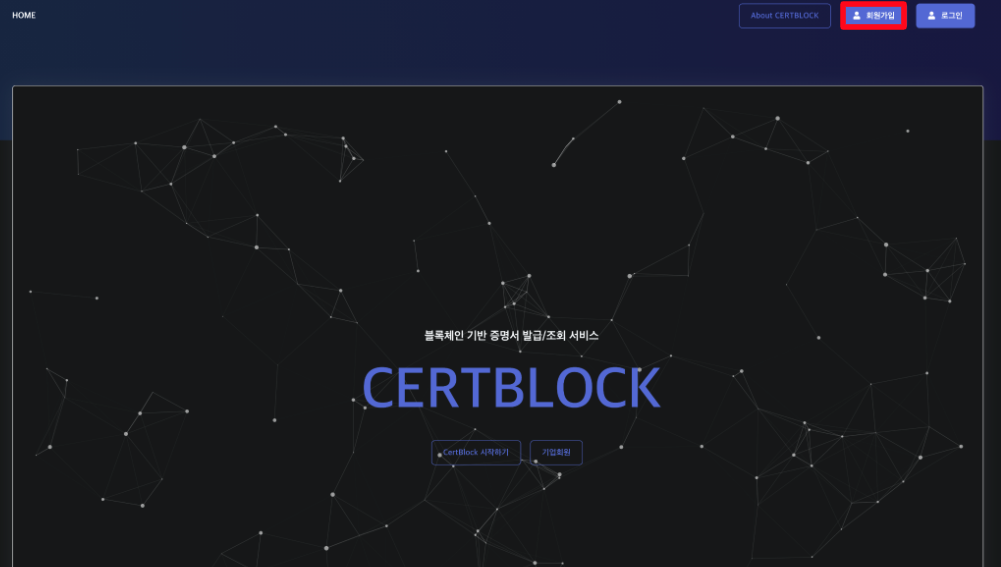 HOME
About CERTBLOCK
회원가입
로그인
블록체인 기반 증명서 발급/조회 서비스
CERTBLOCK
CertBlock 시작하기
기업회원